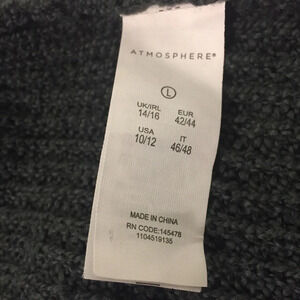 ATMOSPHERE®
L
UK/IRL EUR
14/16 42/44
USA IT
10/12 46/48
MADE IN CHINA
RN CODE:145478
1104519135